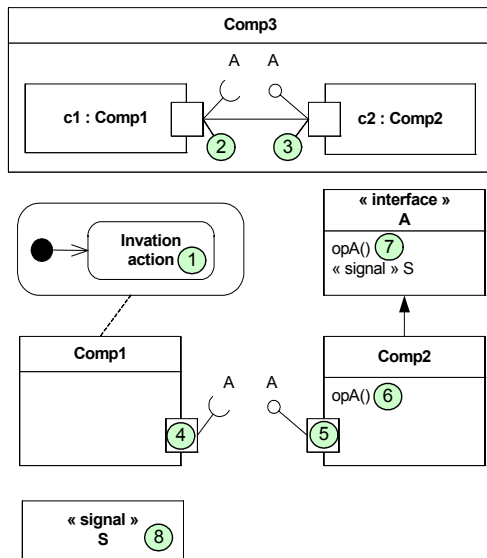 Comp3
A A
c1 : Comp1
c2 : Comp2
2 3
« interface »
A
opA() 7
« signal » S
Invation
action 1
Comp1
Comp2
opA() 6
A A
4 5
« signal »
S 8